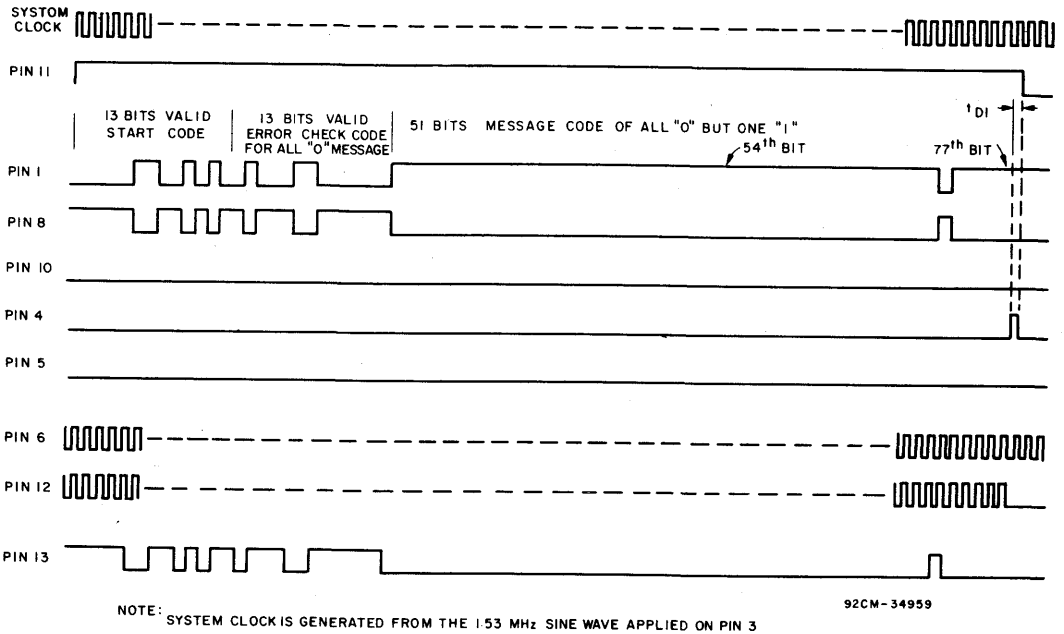 SYSTEM
CLOCK
PIN 11
t DI
13 BITS VALID
START CODE
13 BITS VALID
ERROR CHECK CODE
FOR ALL "0" MESSAGE
51 BITS MESSAGE CODE OF ALL "0" BUT ONE "1"
54th BIT
77th BIT
PIN 1
PIN 8
PIN 10
PIN 4
PIN 5
PIN 6
PIN 12
PIN 13
92CM-34959
NOTE:
SYSTEM CLOCK IS GENERATED FROM THE 1.53 MHz SINE WAVE APPLIED ON PIN 3